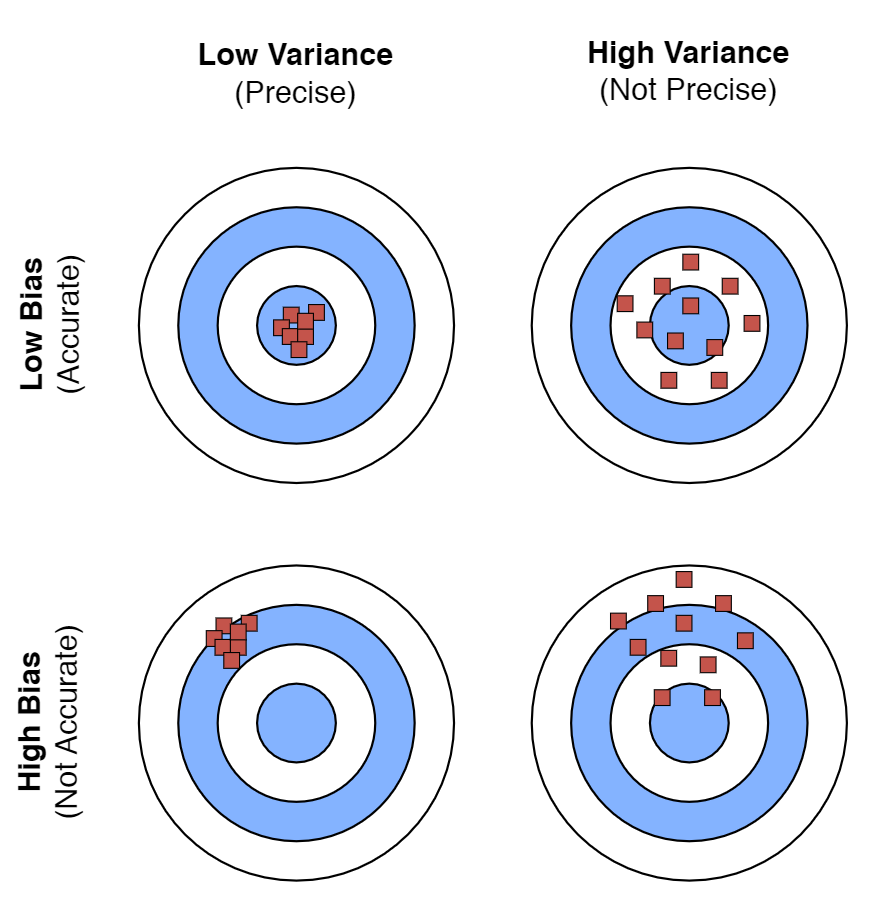 Low Variance
(Precise)
High Variance
(Not Precise)
Low Bias
(Accurate)
High Bias
(Not Accurate)